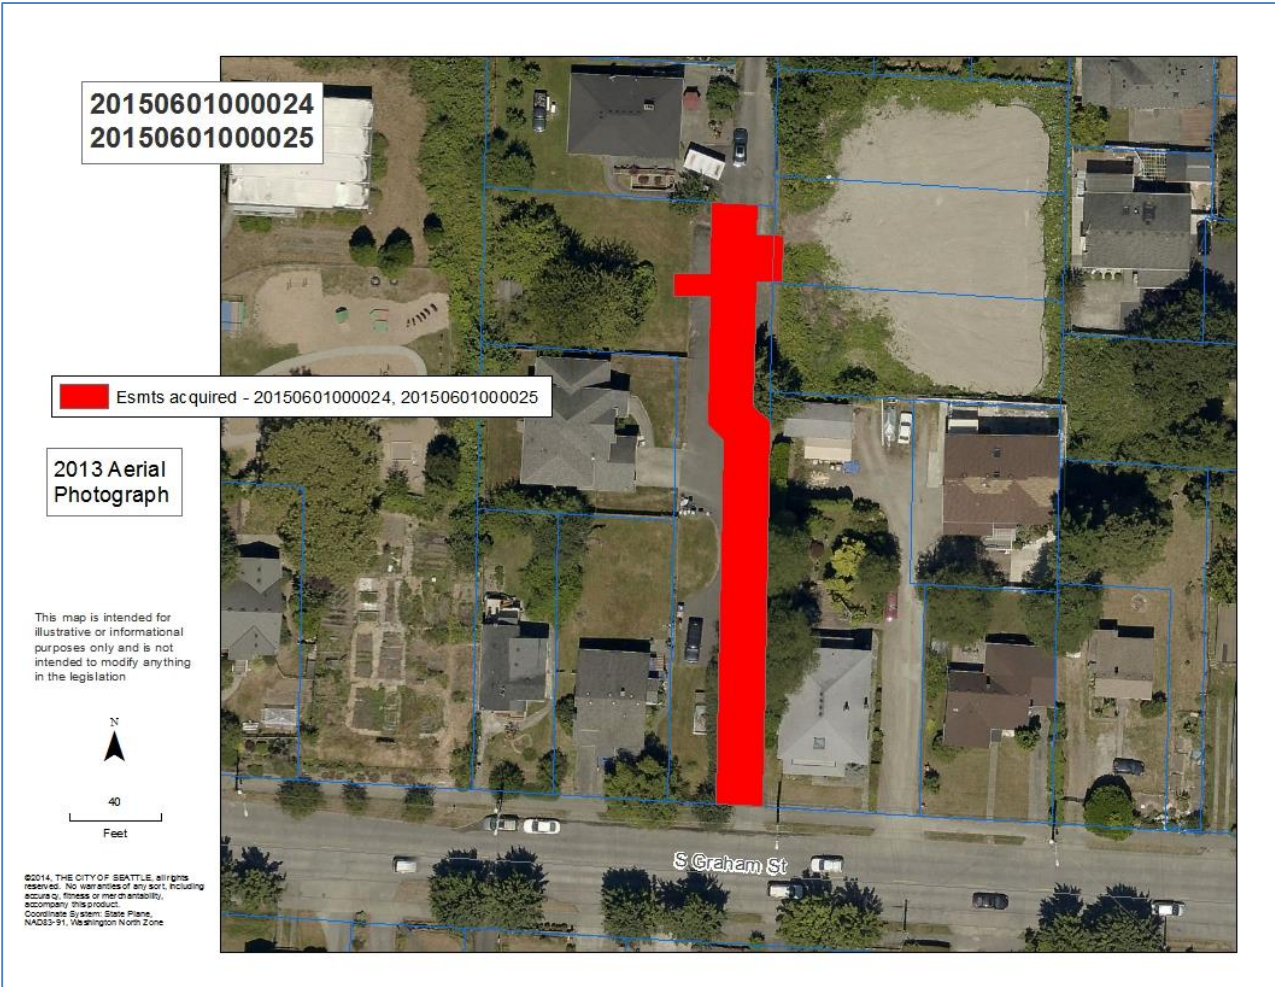 20150601000024
20150601000025
Esmts acquired - 20150601000024, 20150601000025
2013 Aerial
Photograph
This map is intended for
illustrative or informational
purposes only and is not
intended to modify anything
in the legislation
N
40
Feet
S Graham St
©2014, THE CITY OF SEATTLE, all rights
reserved. No warranties of any sort, including
accuracy, fitness or merchantability,
accompany this product.
Coordinate System: State Plane,
NAD83-91, Washington North Zone